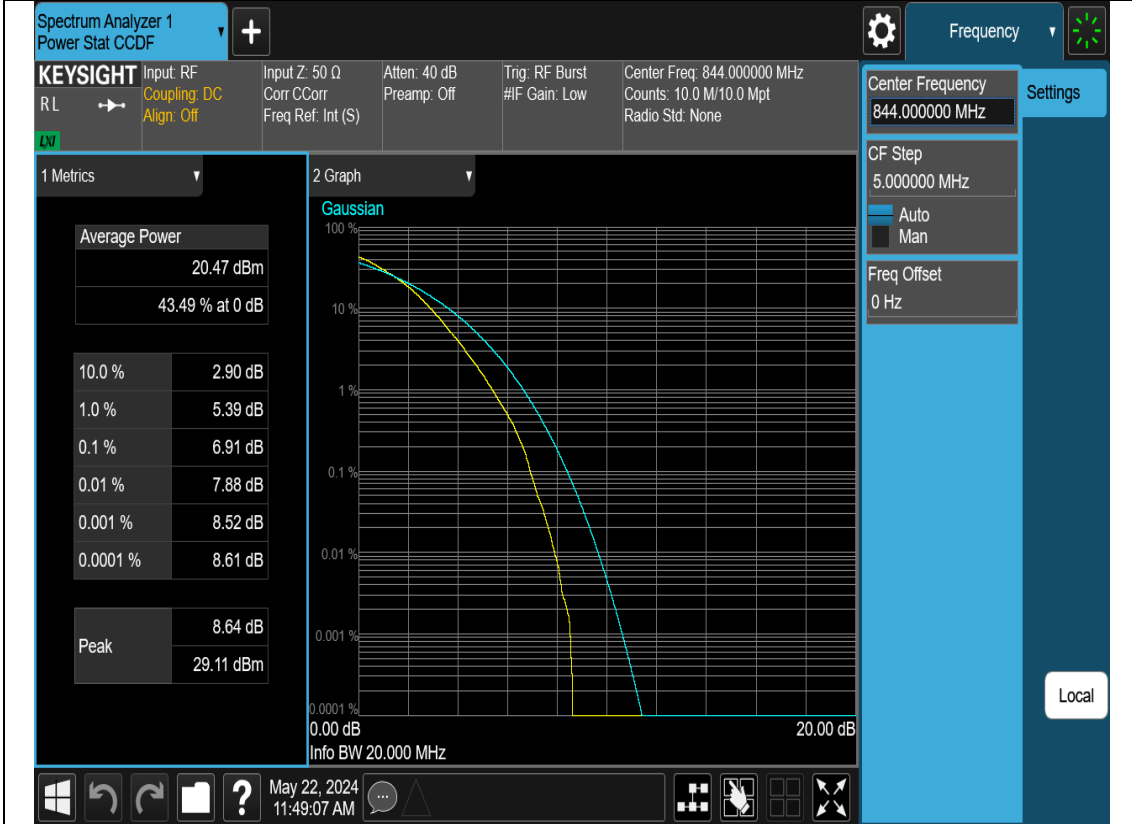 Spectrum Analyzer 1
Power Stat CCDF
+
Frequency
KEYSIGHT
RL
LXI
Input: RF
Coupling: DC
Align: Off
Input Z: 50 Ω
Corr CCorr
Freq Ref: Int (S)
Atten: 40 dB
Preamp: Off
Trig: RF Burst
#IF Gain: Low
Center Freq: 844.000000 MHz
Counts: 10.0 M/10.0 Mpt
Radio Std: None
Center Frequency
844.000000 MHz
Settings
CF Step
5.000000 MHz
Auto
Man
Freq Offset
0 Hz
Local
1 Metrics
Average Power
20.47 dBm
43.49 % at 0 dB
10.0 % 2.90 dB
1.0 % 5.39 dB
0.1 % 6.91 dB
0.01 % 7.88 dB
0.001 % 8.52 dB
0.0001 % 8.61 dB
Peak
8.64 dB
29.11 dBm
2 Graph
Gaussian
100 %
10 %
1 %
0.1 %
0.01 %
0.001 %
0.0001 %
0.00 dB 20.00 dB
Info BW 20.000 MHz
?
May 22, 2024
11:49:07 AM